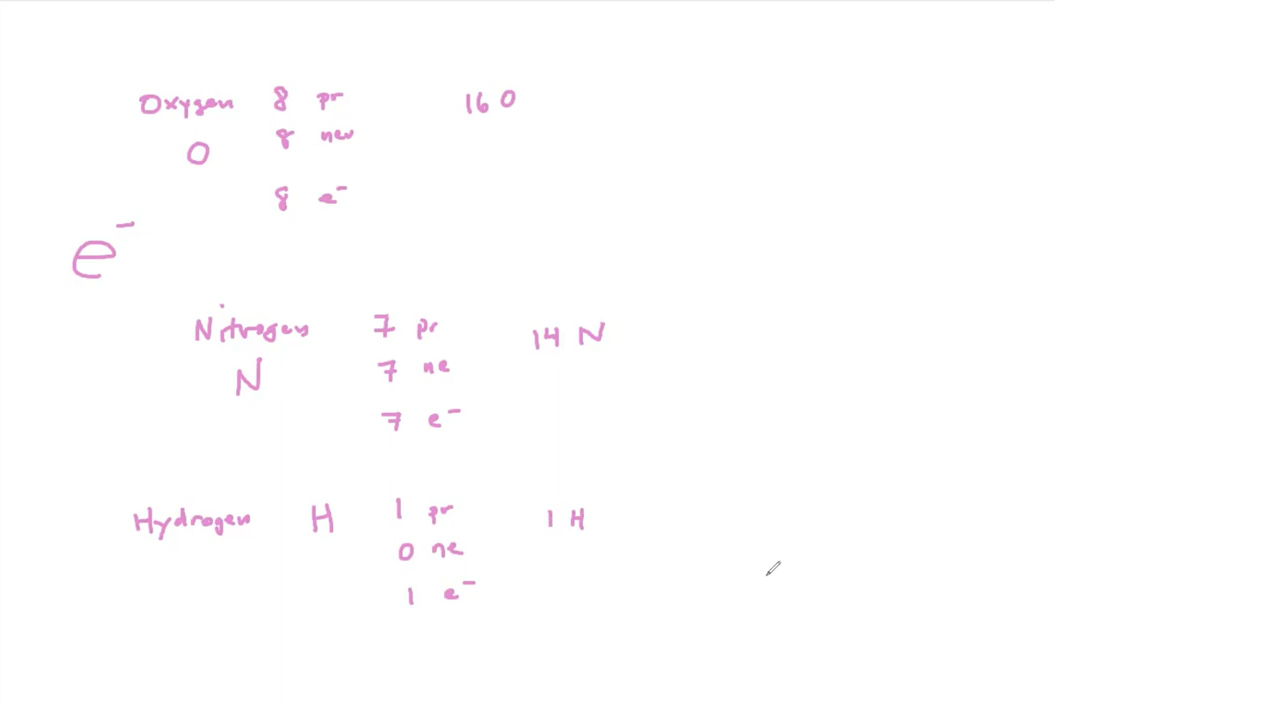 Oxygen 8 pr 16 O
8 neu
O
8 e⁻
e⁻
Nitrogen 7 pr 14 N
7 ne
N
7 e⁻
Hydrogen H 1 pr 1 H
0 ne
1 e⁻